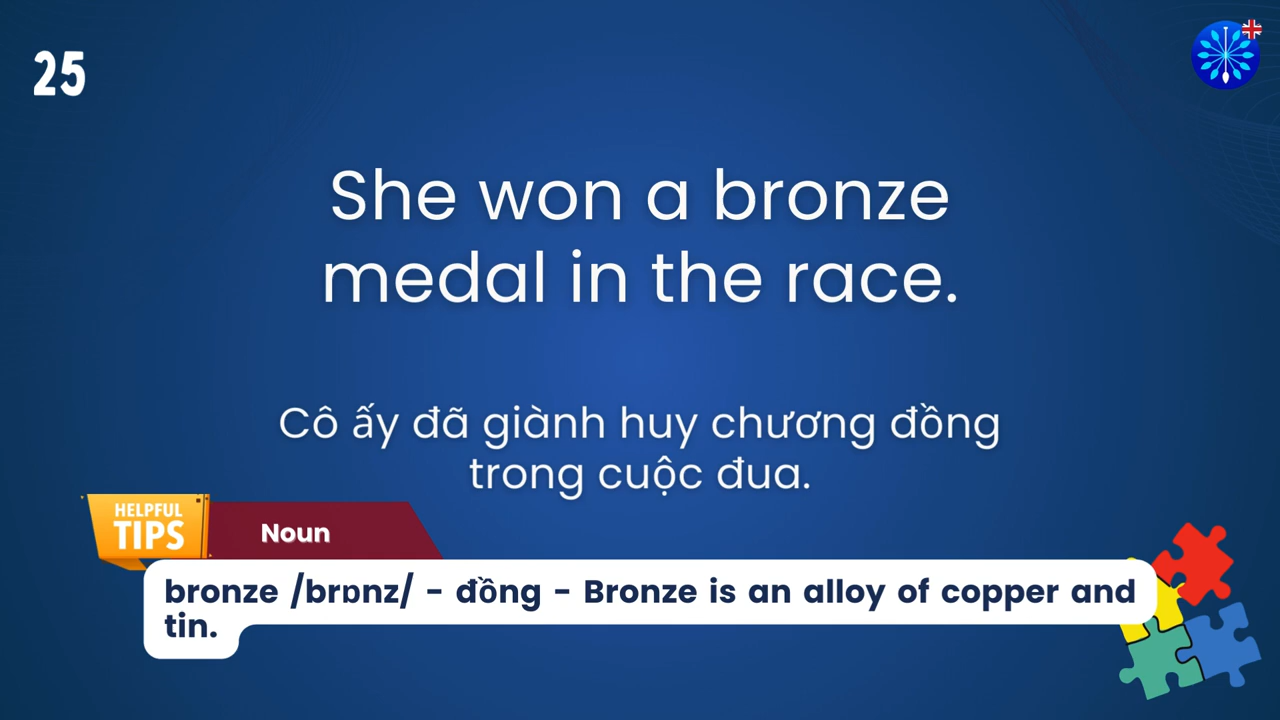 25
She won a bronze
medal in the race.
Cô ấy đã giành huy chương đồng
trong cuộc đua.
HELPFUL
TIPS
Noun
bronze /brɒnz/ - đồng - Bronze is an alloy of copper and
tin.